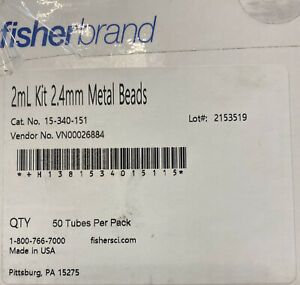 fisherbrand
2mL Kit 2.4mm Metal Beads
Cat. No. 15-340-151
Lot#: 2153519
Vendor No. VN00026884
*+H1381534015115*
QTY 50 Tubes Per Pack
1-800-766-7000 fishersci.com
Made in USA
Pittsburg, PA 15275